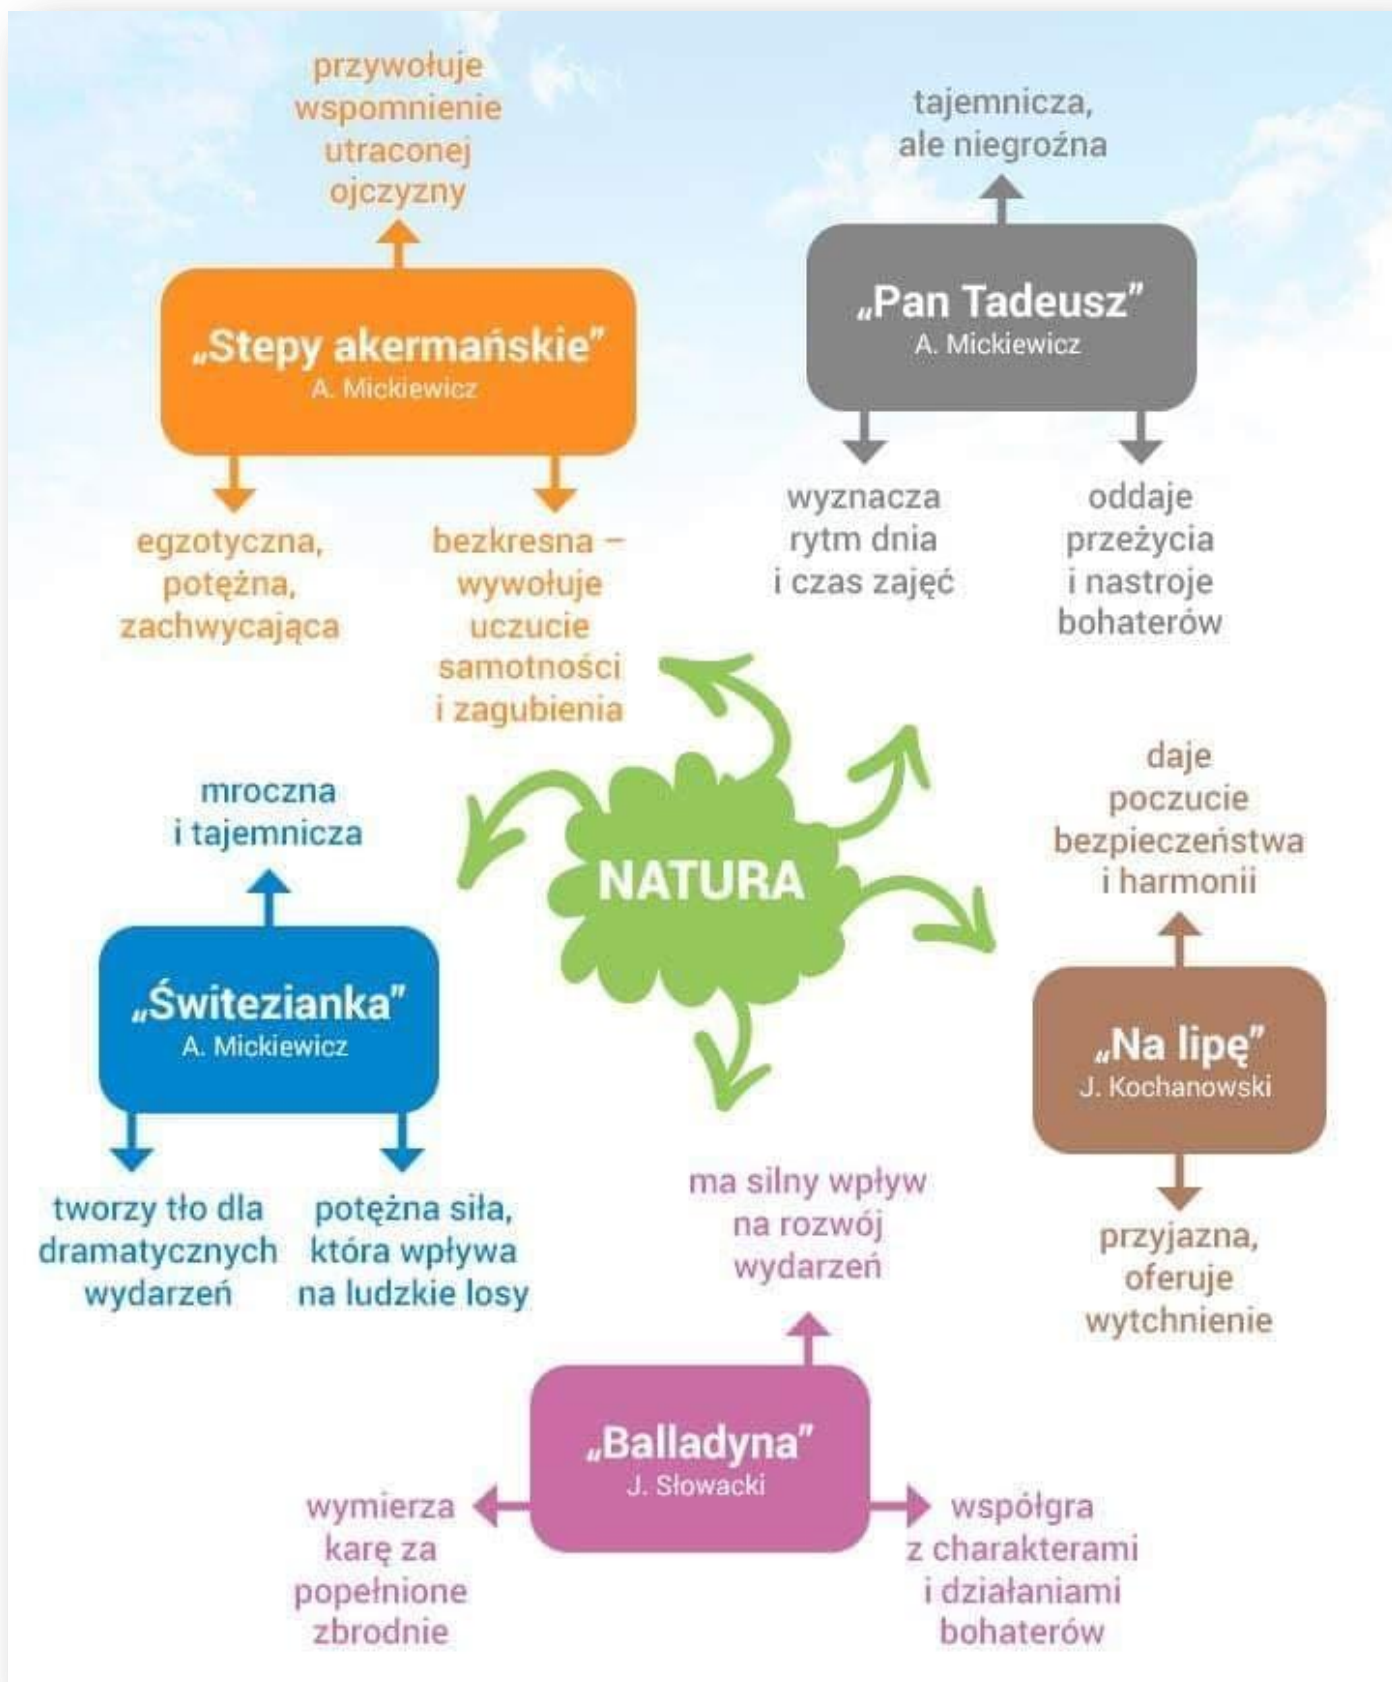 przywołuje
wspomnienie
utraconej
ojczyzny
„Stepy akermańskie”
A. Mickiewicz
egzotyczna,
potężna,
zachwycająca
bezkresna –
wywołuje
uczucie
samotności
i zagubienia
tajemnicza,
ale niegroźna
„Pan Tadeusz”
A. Mickiewicz
wyznacza
rytm dnia
i czas zajęć
oddaje
przeżycia
i nastroje
bohaterów
NATURA
mroczna
i tajemnicza
„Świtezianka”
A. Mickiewicz
tworzy tło dla
dramatycznych
wydarzeń
potężna siła,
która wpływa
na ludzkie losy
daje
poczucie
bezpieczeństwa
i harmonii
„Na lipę”
J. Kochanowski
przyjazna,
oferuje
wytchnienie
ma silny wpływ
na rozwój
wydarzeń
„Balladyna”
J. Słowacki
wymierza
karę za
popełnione
zbrodnie
współgra
z charakterami
i działaniami
bohaterów